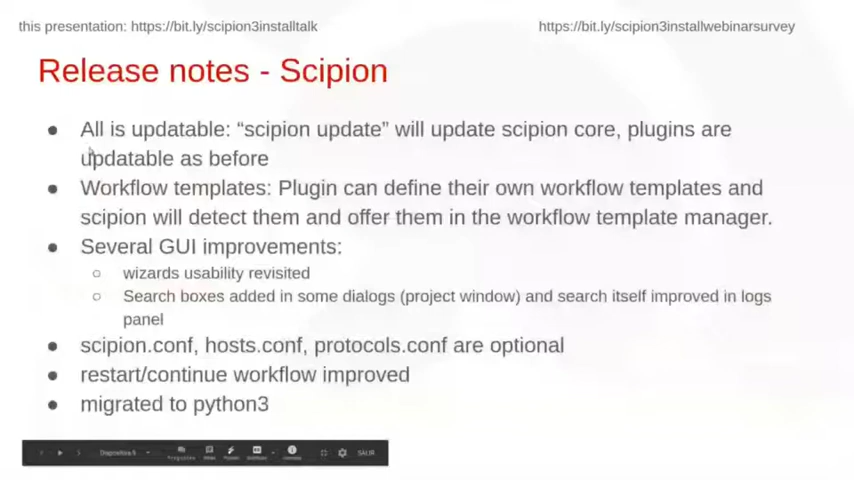 this presentation: https://bit.ly/scipion3installtalk
https://bit.ly/scipion3installwebinarsurvey
Release notes - Scipion
● All is updatable: “scipion update” will update scipion core, plugins are
updatable as before
● Workflow templates: Plugin can define their own workflow templates and
scipion will detect them and offer them in the workflow template manager.
● Several GUI improvements:
○ wizards usability revisited
○ Search boxes added in some dialogs (project window) and search itself improved in logs
panel
● scipion.conf, hosts.conf, protocols.conf are optional
● restart/continue workflow improved
● migrated to python3
Diapositiva 5
SALIR